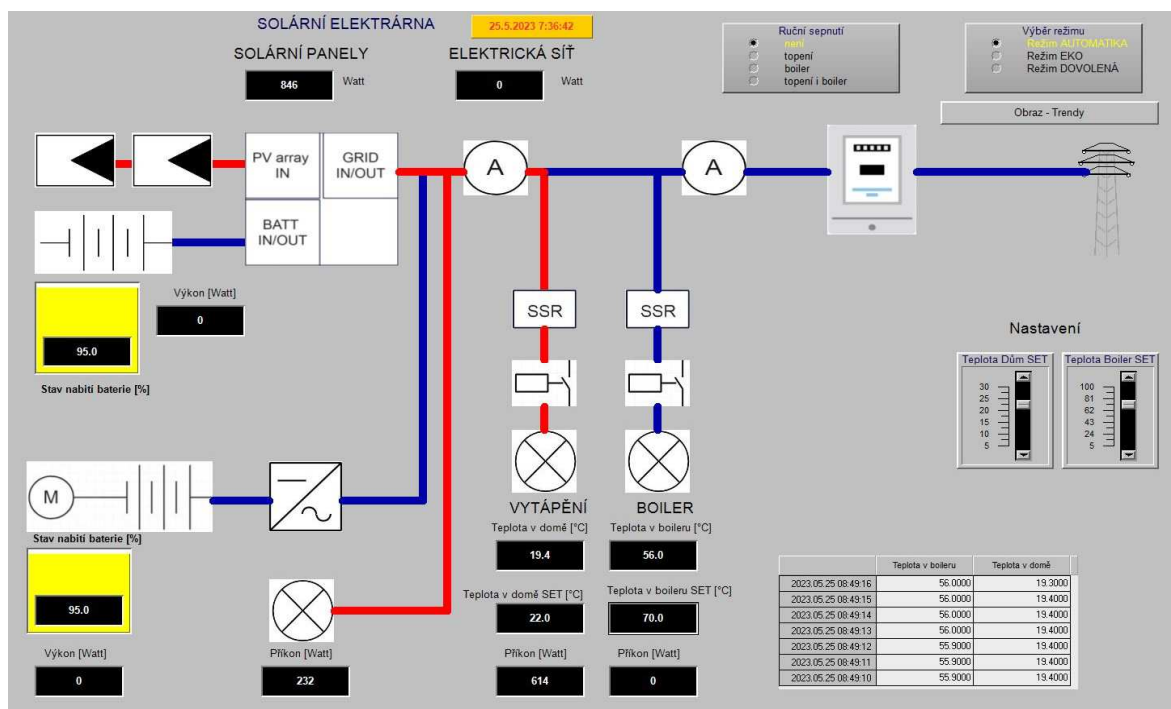 SOLÁRNÍ ELEKTRÁRNA
25.5.2023 7:36:42
SOLÁRNÍ PANELY
846 Watt
ELEKTRICKÁ SÍŤ
0 Watt
Ruční sepnutí
není
topení
boiler
topení i boiler
Výběr režimu
Režim AUTOMATIKA
Režim EKO
Režim DOVOLENÁ
Obraz - Trendy
PV array
IN
GRID
IN/OUT
BATT
IN/OUT
A
A
Výkon [Watt]
0
95.0
Stav nabití baterie [%]
SSR
SSR
Nastavení
Teplota Dům SET
30
25
20
15
10
5
Teplota Boiler SET
100
81
62
43
24
5
M
Stav nabití baterie [%]
95.0
Výkon [Watt]
0
Příkon [Watt]
232
VYTÁPĚNÍ
Teplota v domě [°C]
19.4
Teplota v domě SET [°C]
22.0
Příkon [Watt]
614
BOILER
Teplota v boileru [°C]
56.0
Teplota v boileru SET [°C]
70.0
Příkon [Watt]
0
Teplota v boileru Teplota v domě
2023.05.25 08:49:16 56.0000 19.3000
2023.05.25 08:49:15 56.0000 19.4000
2023.05.25 08:49:14 56.0000 19.4000
2023.05.25 08:49:13 56.0000 19.4000
2023.05.25 08:49:12 55.9000 19.4000
2023.05.25 08:49:11 55.9000 19.4000
2023.05.25 08:49:10 55.9000 19.4000